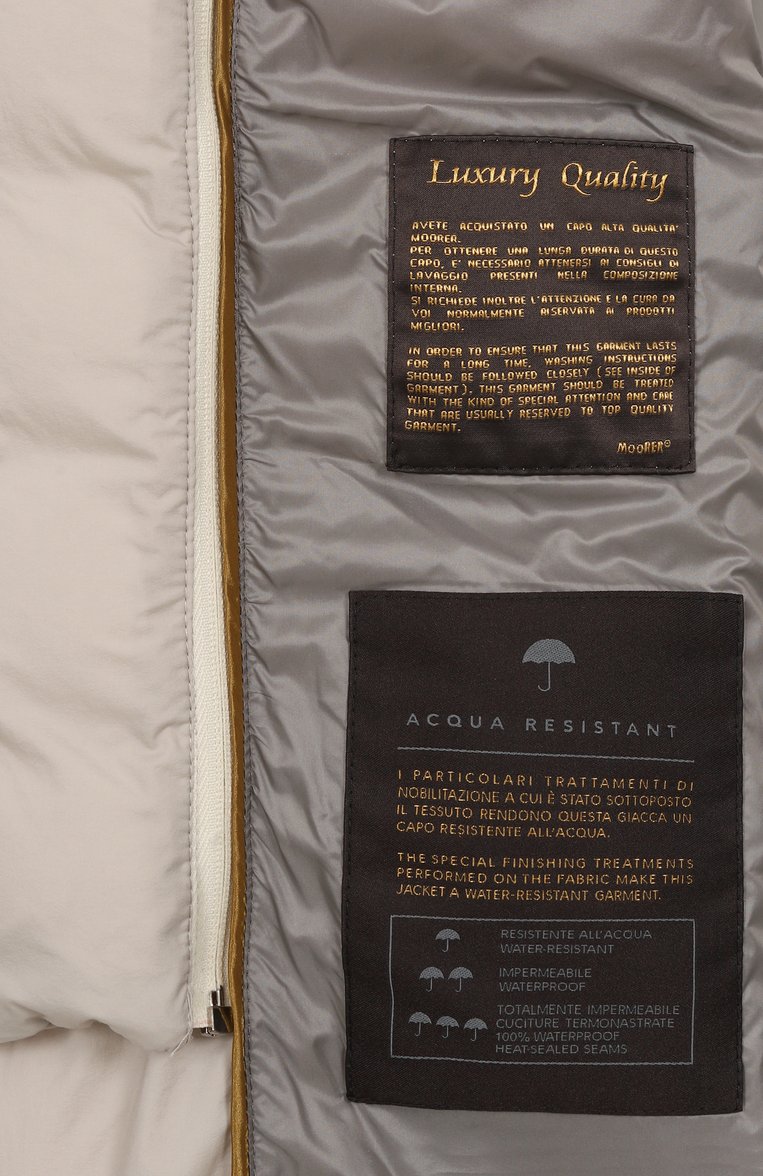 Luxury Quality
AVETE ACQUISTATO UN CAPO ALTA QUALITA'
MOORER.
PER OTTENERE UNA LUNGA DURATA DI QUESTO
CAPO, E' NECESSARIO ATTENERSI AI CONSIGLI DI
LAVAGGIO PRESENTI NELLA COMPOSIZIONE
INTERNA.
SI RICHIEDE INOLTRE L'ATTENZIONE E LA CURA DA
VOI NORMALMENTE RISERVATA AI PRODOTTI
MIGLIORI.
IN ORDER TO ENSURE THAT THIS GARMENT LASTS
FOR A LONG TIME, WASHING INSTRUCTIONS
SHOULD BE FOLLOWED CLOSELY (SEE INSIDE OF
GARMENT). THIS GARMENT SHOULD BE TREATED
WITH THE KIND OF SPECIAL ATTENTION AND CARE
THAT ARE USUALLY RESERVED TO TOP QUALITY
GARMENT.
MOORER©
ACQUA RESISTANT
I PARTICOLARI TRATTAMENTI DI
NOBILITAZIONE A CUI È STATO SOTTOPOSTO
IL TESSUTO RENDONO QUESTA GIACCA UN
CAPO RESISTENTE ALL'ACQUA.
THE SPECIAL FINISHING TREATMENTS
PERFORMED ON THE FABRIC MAKE THIS
JACKET A WATER-RESISTANT GARMENT.
RESISTENTE ALL'ACQUA
WATER-RESISTANT
IMPERMEABILE
WATERPROOF
TOTALMENTE IMPERMEABILE
CUCITURE TERMONASTRATE
100% WATERPROOF
HEAT-SEALED SEAMS